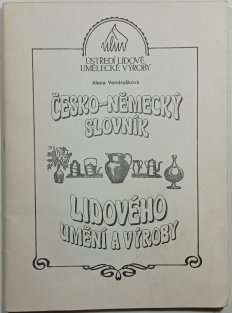 ÚSTŘEDÍ LIDOVÉ
UMĚLECKÉ VÝROBY
Alena Vondrušková
ČESKO-NĚMECKÝ
SLOVNÍK
LIDOVÉHO
UMĚNÍ A VÝROBY